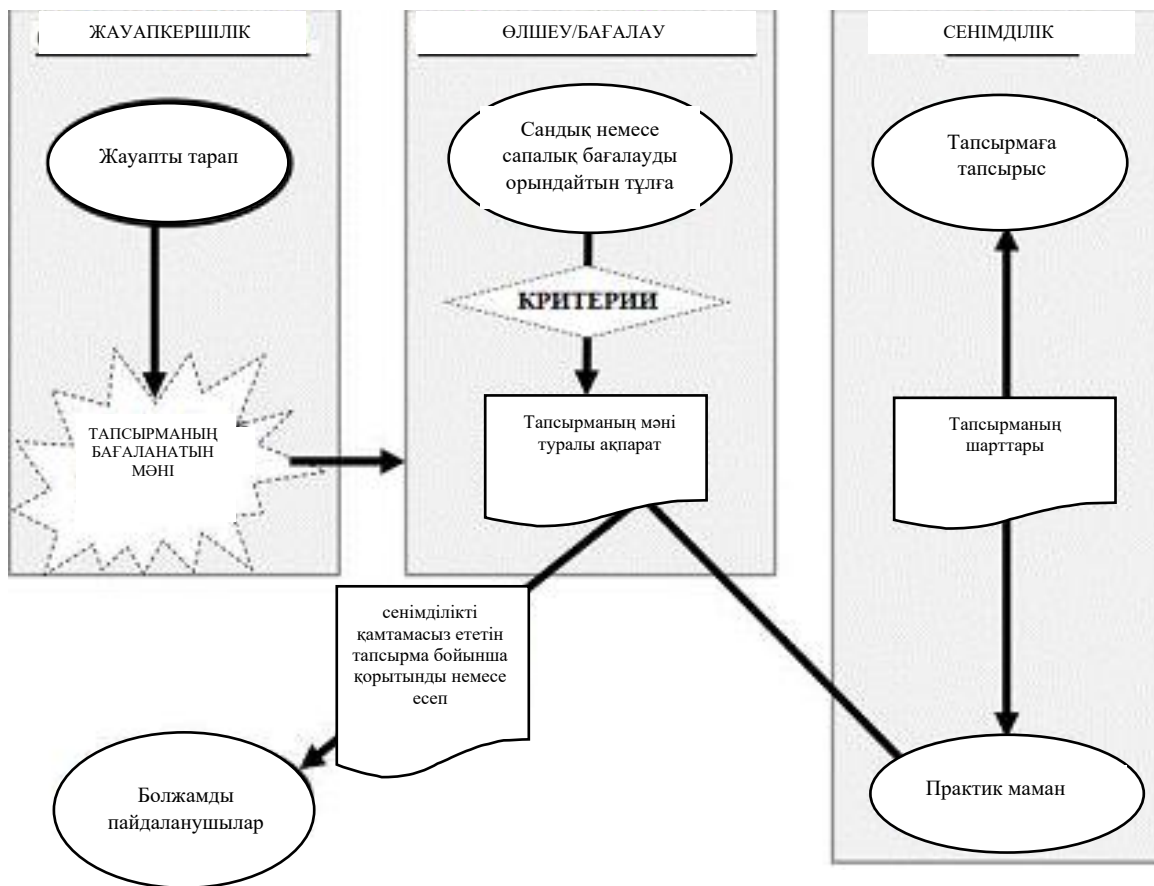 ЖАУАПКЕРШІЛІК
Жауапты тарап
ТАПСЫРМАНЫҢ
БАҒАЛАНАТЫН
МӘНІ
ӨЛШЕУ/БАҒАЛАУ
Сандық немесе
сапалық бағалауды
орындайтын тұлға
КРИТЕРИИ
Тапсырманың мәні
туралы ақпарат
СЕНІМДІЛІК
Тапсырмаға
тапсырыс
Тапсырманың
шарттары
Практик маман
сенімділікті
қамтамасыз ететін
тапсырма бойынша
қорытынды немесе
есеп
Болжамды
пайдаланушылар